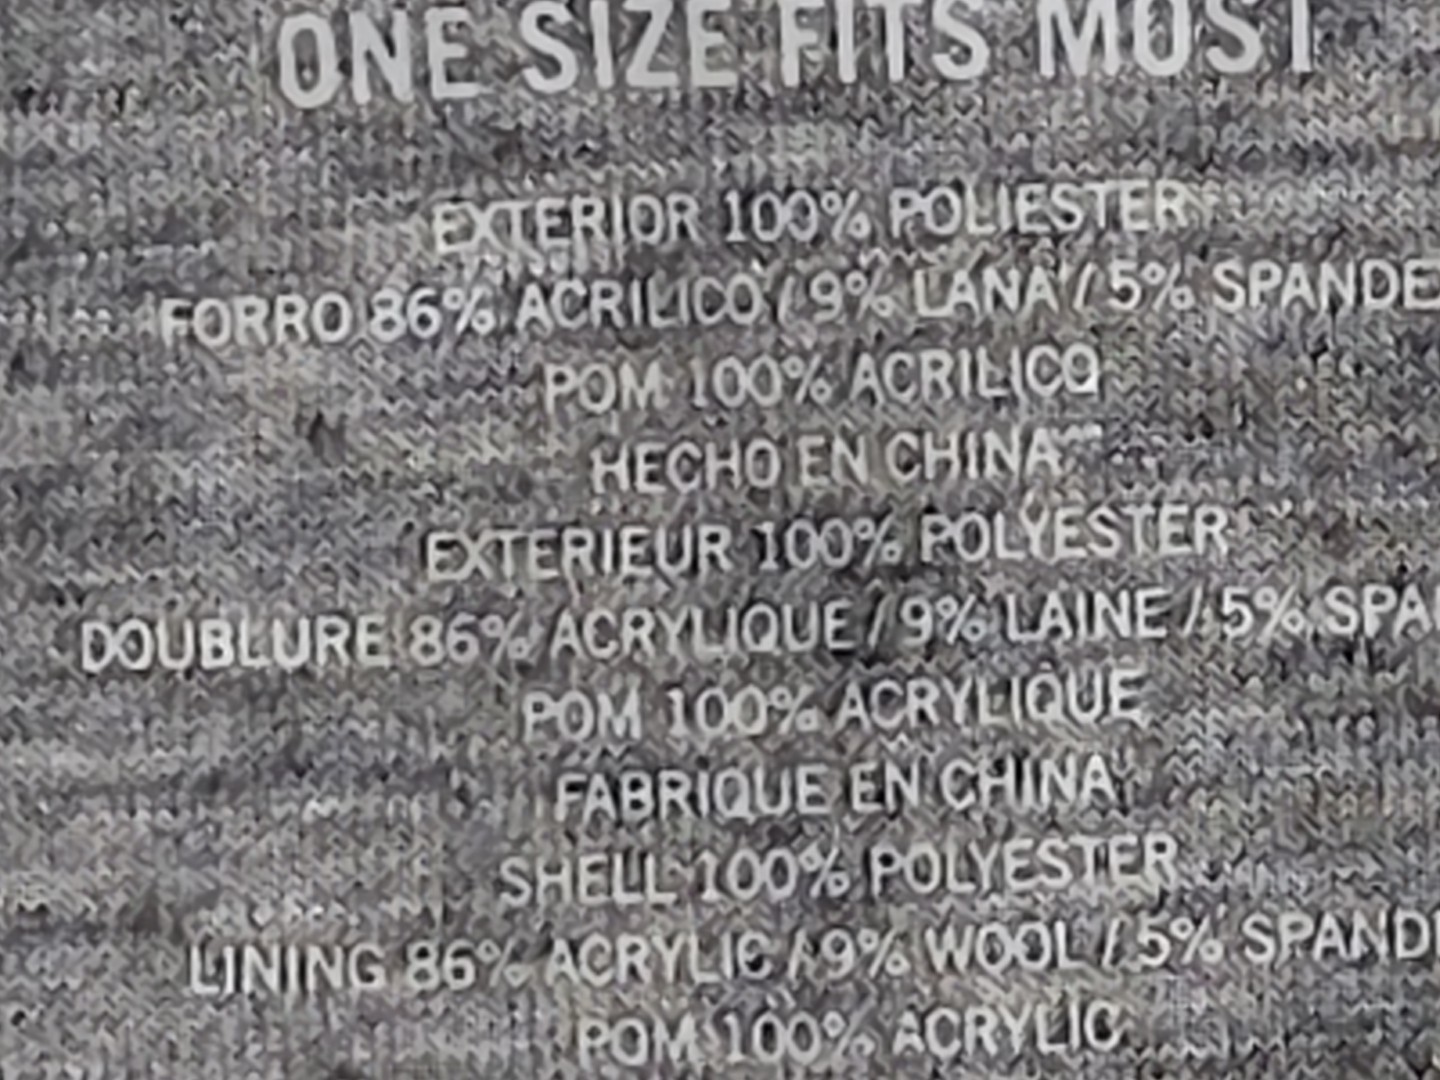 ONE SIZE FITS MOST
EXTERIOR 100% POLIESTER
FORRO 86% ACRILICO / 9% LANA / 5% SPANDE
POM 100% ACRILICO
HECHO EN CHINA
EXTERIEUR 100% POLYESTER
DOUBLURE 86% ACRYLIQUE / 9% LAINE / 5% SPA
POM 100% ACRYLIQUE
FABRIQUE EN CHINA
SHELL 100% POLYESTER
LINING 86% ACRYLIC / 9% WOOL / 5% SPAND
POM 100% ACRYLIC